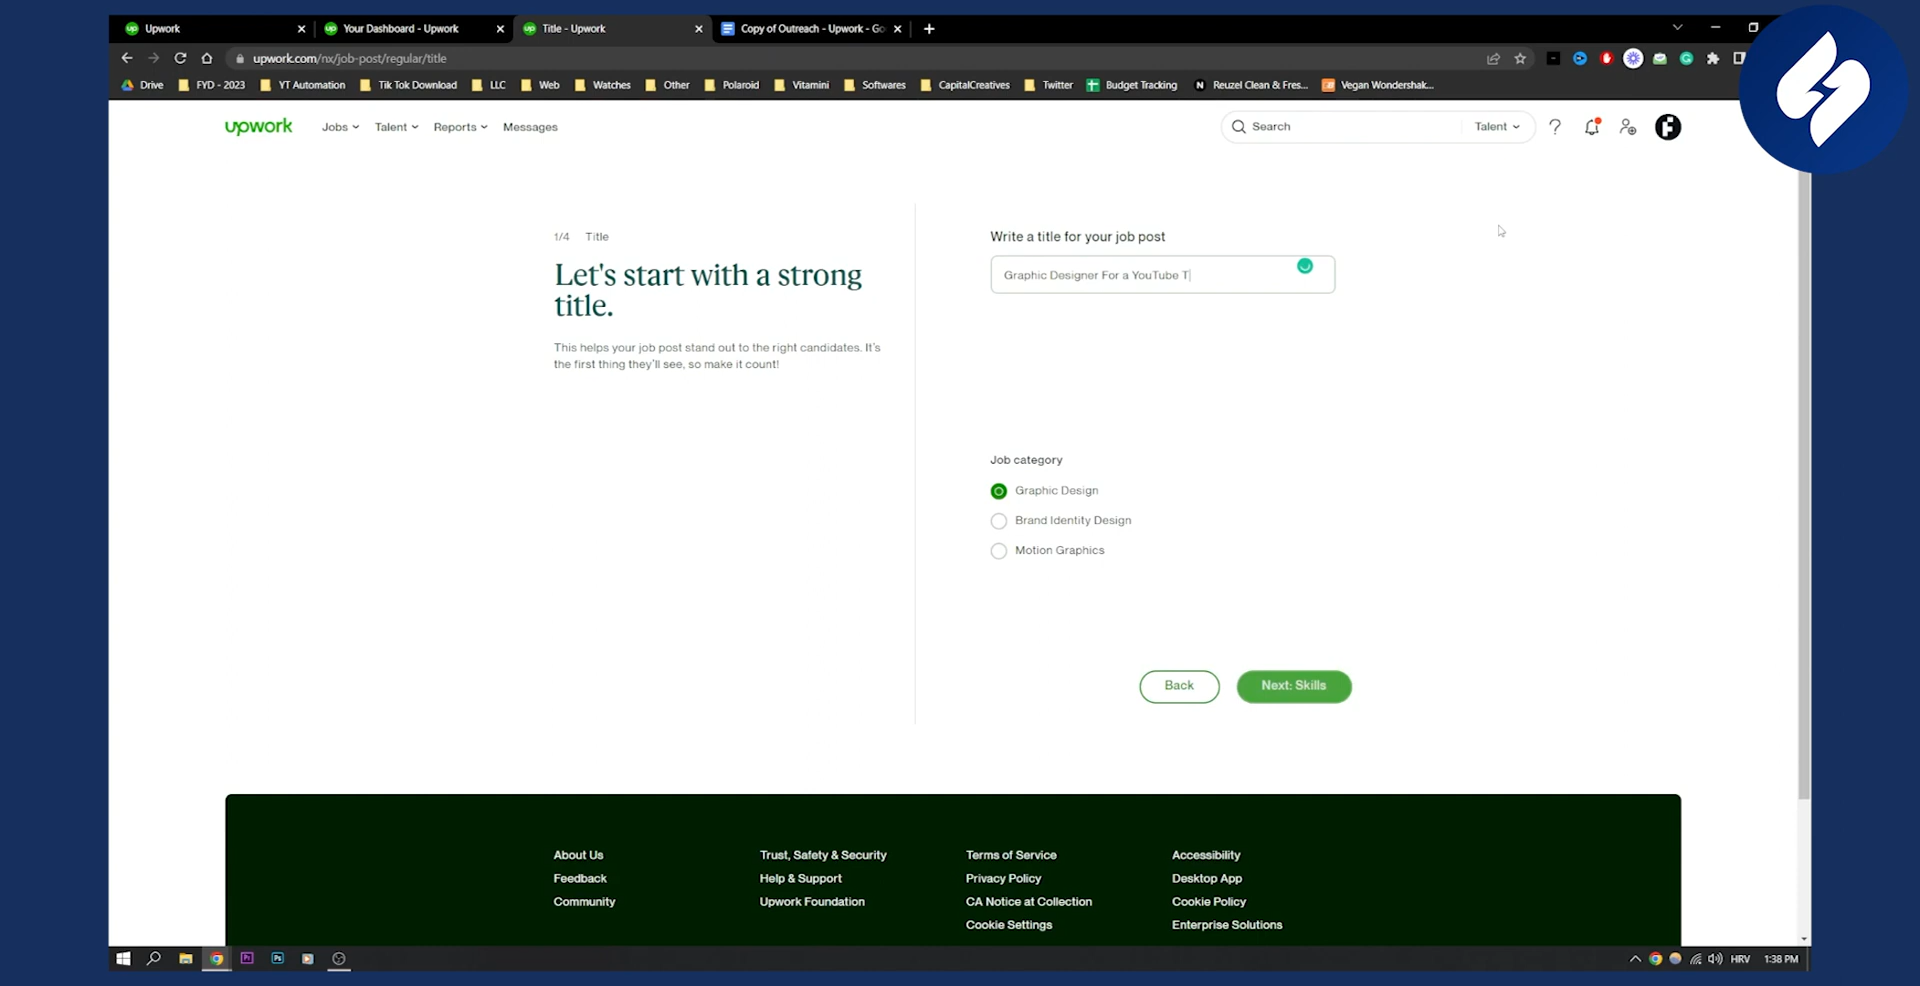 Upwork
Your Dashboard - Upwork
Title - Upwork
Copy of Outreach - Upwork - Go
upwork.com/nx/job-post/regular/title
Drive
FYD - 2023
YT Automation
Tik Tok Download
LLC
Web
Watches
Other
Polaroid
Vitamini
Softwares
CapitalCreatives
Twitter
Budget Tracking
Reuzel Clean & Fres...
Vegan Wondershak...
upwork
Jobs
Talent
Reports
Messages
Search
Talent
1/4 Title
Let's start with a strong
title.
This helps your job post stand out to the right candidates. It's
the first thing they'll see, so make it count!
Write a title for your job post
Graphic Designer For a YouTube T
Job category
Graphic Design
Brand Identity Design
Motion Graphics
Back
Next: Skills
About Us
Feedback
Community
Trust, Safety & Security
Help & Support
Upwork Foundation
Terms of Service
Privacy Policy
CA Notice at Collection
Cookie Settings
Accessibility
Desktop App
Cookie Policy
Enterprise Solutions
HRV
1:38 PM